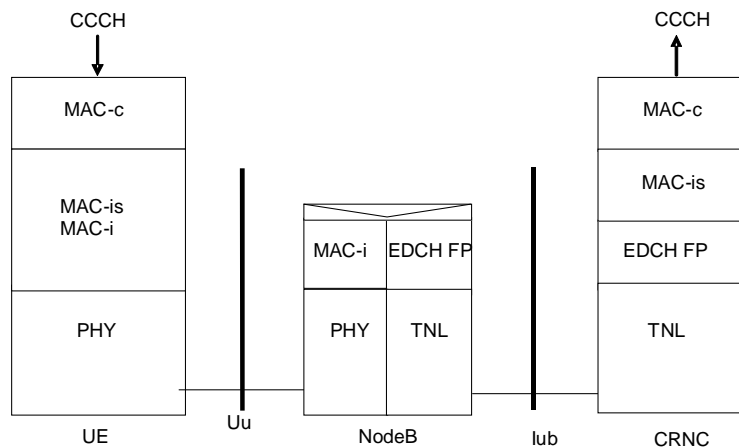 CCCH
CCCH
MAC-c
MAC-c
MAC-is
MAC-i
MAC-is
MAC-i
EDCH FP
EDCH FP
PHY
PHY
TNL
TNL
Uu
UE
NodeB
Iub
CRNC